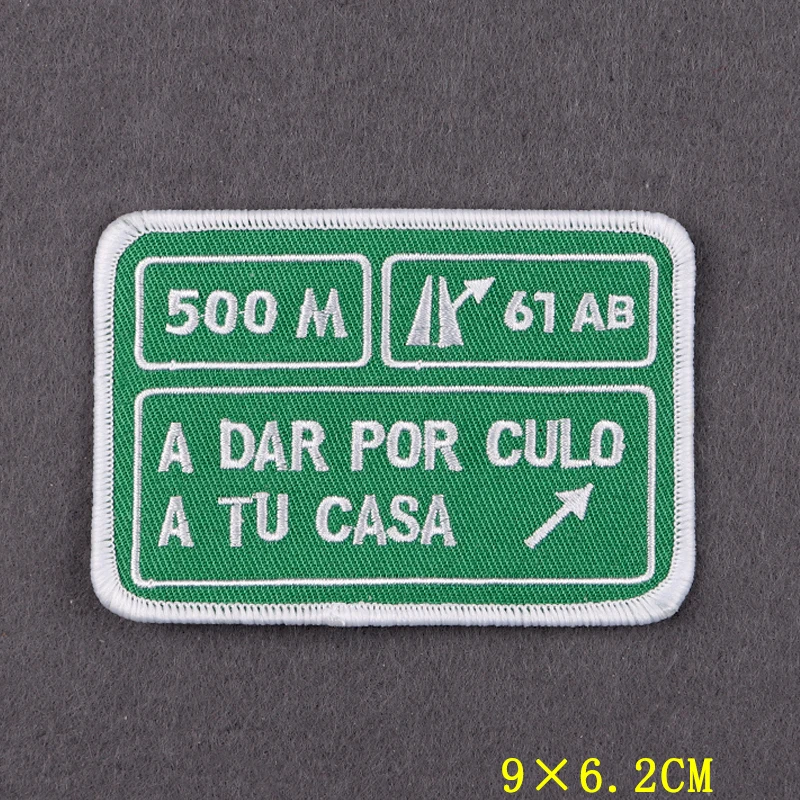 500 M
61 AB
A DAR POR CULO
A TU CASA
9×6.2CM